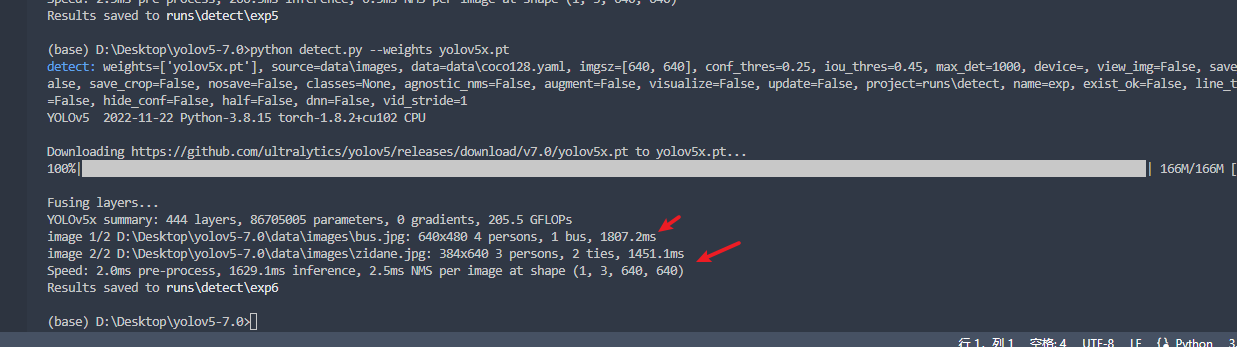 Speed: 2.5ms pre-process, 200.5ms inference, 0.5ms NMS per image at shape (1, 3, 640, 640)
Results saved to runs\detect\exp5
(base) D:\Desktop\yolov5-7.0>python detect.py --weights yolov5x.pt
detect: weights=['yolov5x.pt'], source=data\images, data=data\coco128.yaml, imgsz=[640, 640], conf_thres=0.25, iou_thres=0.45, max_det=1000, device=, view_img=False, save
alse, save_crop=False, nosave=False, classes=None, agnostic_nms=False, augment=False, visualize=False, update=False, project=runs\detect, name=exp, exist_ok=False, line_t
=False, hide_conf=False, half=False, dnn=False, vid_stride=1
YOLOv5  2022-11-22 Python-3.8.15 torch-1.8.2+cu102 CPU
Downloading https://github.com/ultralytics/yolov5/releases/download/v7.0/yolov5x.pt to yolov5x.pt...
100%| | 166M/166M [
Fusing layers...
YOLOv5x summary: 444 layers, 86705005 parameters, 0 gradients, 205.5 GFLOPs
image 1/2 D:\Desktop\yolov5-7.0\data\images\bus.jpg: 640x480 4 persons, 1 bus, 1807.2ms
image 2/2 D:\Desktop\yolov5-7.0\data\images\zidane.jpg: 384x640 3 persons, 2 ties, 1451.1ms
Speed: 2.0ms pre-process, 1629.1ms inference, 2.5ms NMS per image at shape (1, 3, 640, 640)
Results saved to runs\detect\exp6
(base) D:\Desktop\yolov5-7.0>
行 1，列 1 空格: 4 UTF-8 LF Python 3.